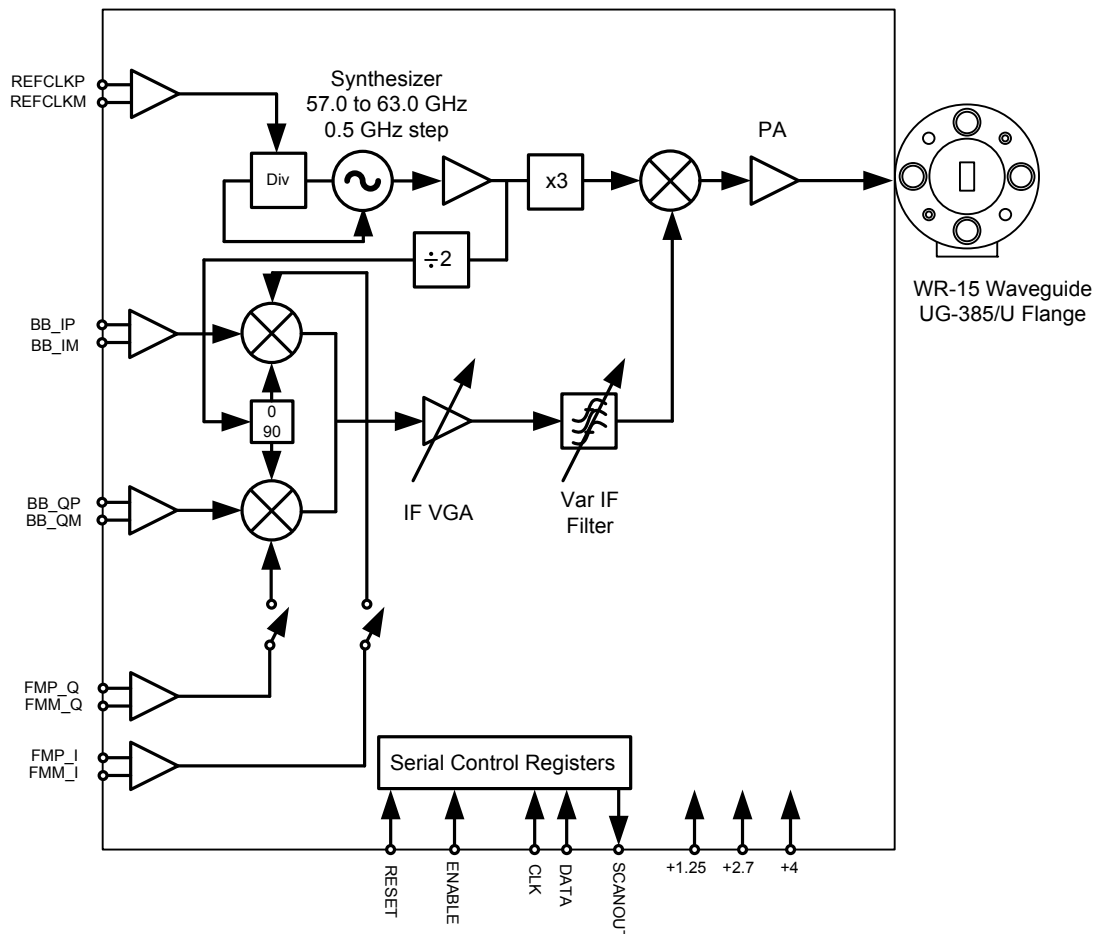 REFCLKP
REFCLKM
Synthesizer
57.0 to 63.0 GHz
0.5 GHz step
Div
x3
PA
÷2
WR-15 Waveguide
UG-385/U Flange
BB_IP
BB_IM
0
90
BB_QP
BB_QM
IF VGA
Var IF
Filter
FMP_Q
FMM_Q
FMP_I
FMM_I
Serial Control Registers
RESET
ENABLE
CLK
DATA
SCANOU
+1.25
+2.7
+4